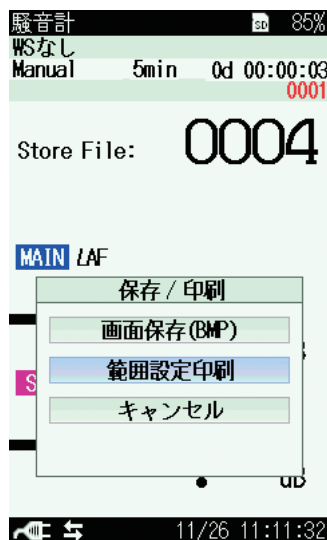 騒音計 SD 85%
WSなし
Manual 5min 0d 00:00:03
0001
Store File: 0004
MAIN LAF
保存 / 印刷
画面保存(BMP)
範囲設定印刷
キャンセル
S
dB
11/26 11:11:32